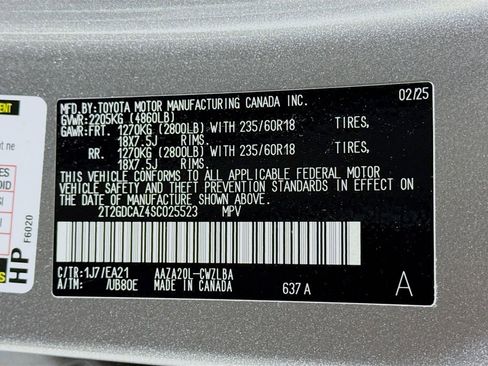 MFD.BY:TOYOTA MOTOR MANUFACTURING CANADA INC. 02/25
GVWR:2205KG (4860LB)
GAWR:FRT. 1270KG (2800LB) WITH 235/60R18 TIRES,
18X7.5J RIMS.
RR. 1270KG (2800LB) WITH 235/60R18 TIRES,
18X7.5J RIMS.
THIS VEHICLE CONFORMS TO ALL APPLICABLE FEDERAL MOTOR
VEHICLE SAFETY AND THEFT PREVENTION STANDARDS IN EFFECT
ON THE DATE OF MANUFACTURE SHOWN ABOVE.
2T2GDCAZ4SC025523 MPV
C/TR:1J7/EA21 AAZA20L-CWZLBA
A/TM: /UB80E MADE IN CANADA 637A A
HP
F6020